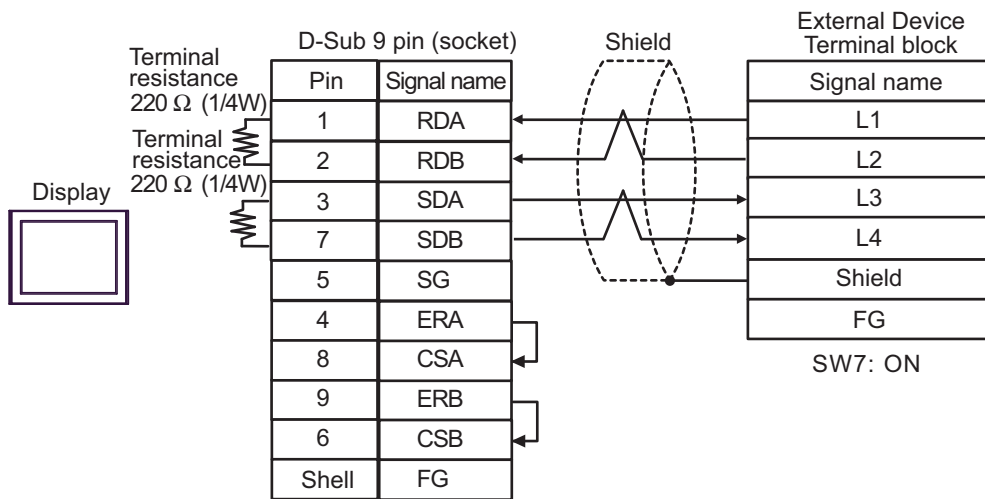 D-Sub 9 pin (socket)
Shield
External Device
Terminal block
Terminal
resistance
220 Ω (1/4W)
Terminal
resistance
220 Ω (1/4W)
Display
Pin Signal name
1 RDA
2 RDB
3 SDA
7 SDB
5 SG
4 ERA
8 CSA
9 ERB
6 CSB
Shell FG
Signal name
L1
L2
L3
L4
Shield
FG
SW7: ON